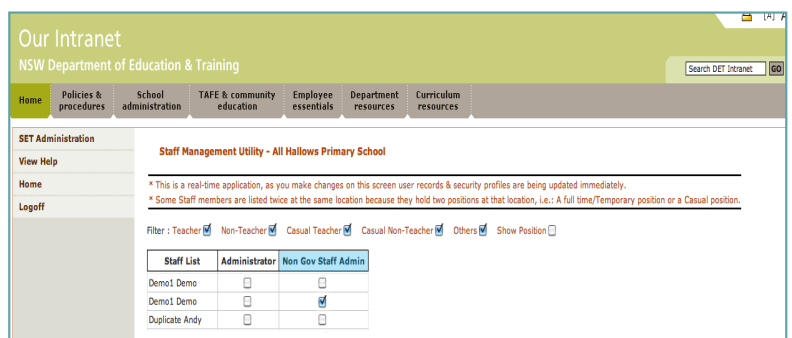 [A] A
Our Intranet
NSW Department of Education & Training
Search DET Intranet GO
Home
Policies & procedures
School administration
TAFE & community education
Employee essentials
Department resources
Curriculum resources
SET Administration
View Help
Home
Logoff
Staff Management Utility - All Hallows Primary School
* This is a real-time application, as you make changes on this screen user records & security profiles are being updated immediately.
* Some Staff members are listed twice at the same location because they hold two positions at that location, i.e.: A full time/Temporary position or a Casual position.
Filter : Teacher Non-Teacher Casual Teacher Casual Non-Teacher Others Show Position
Staff List Administrator Non Gov Staff Admin
Demo1 Demo
Demo1 Demo
Duplicate Andy